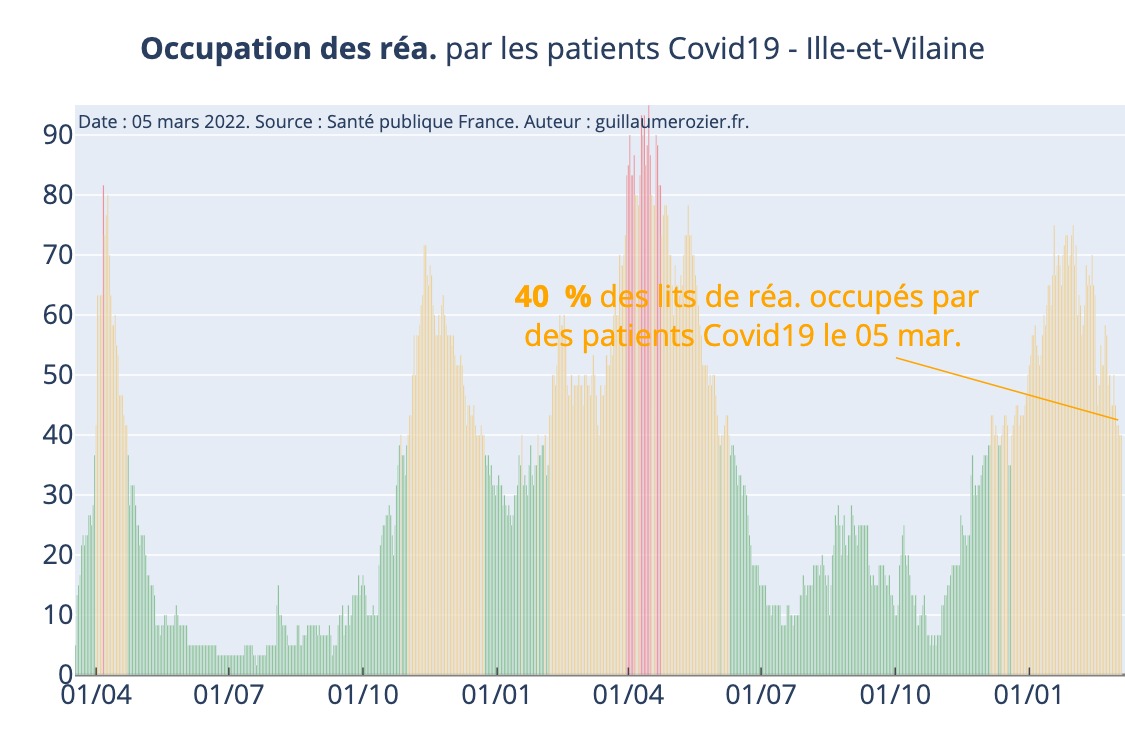 Occupation des réa. par les patients Covid19 - Ille-et-Vilaine
Date : 05 mars 2022. Source : Santé publique France. Auteur : guillaumerozier.fr.
90
80
70
60
50
40
30
20
10
0
40 % des lits de réa. occupés par
des patients Covid19 le 05 mar.
01/04 01/07 01/10 01/01 01/04 01/07 01/10 01/01